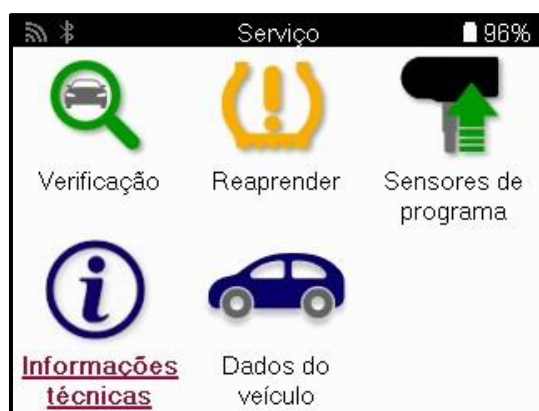 Serviço 96%
Verificação Reaprender Sensores de
programa
Informações Dados do
técnicas veículo